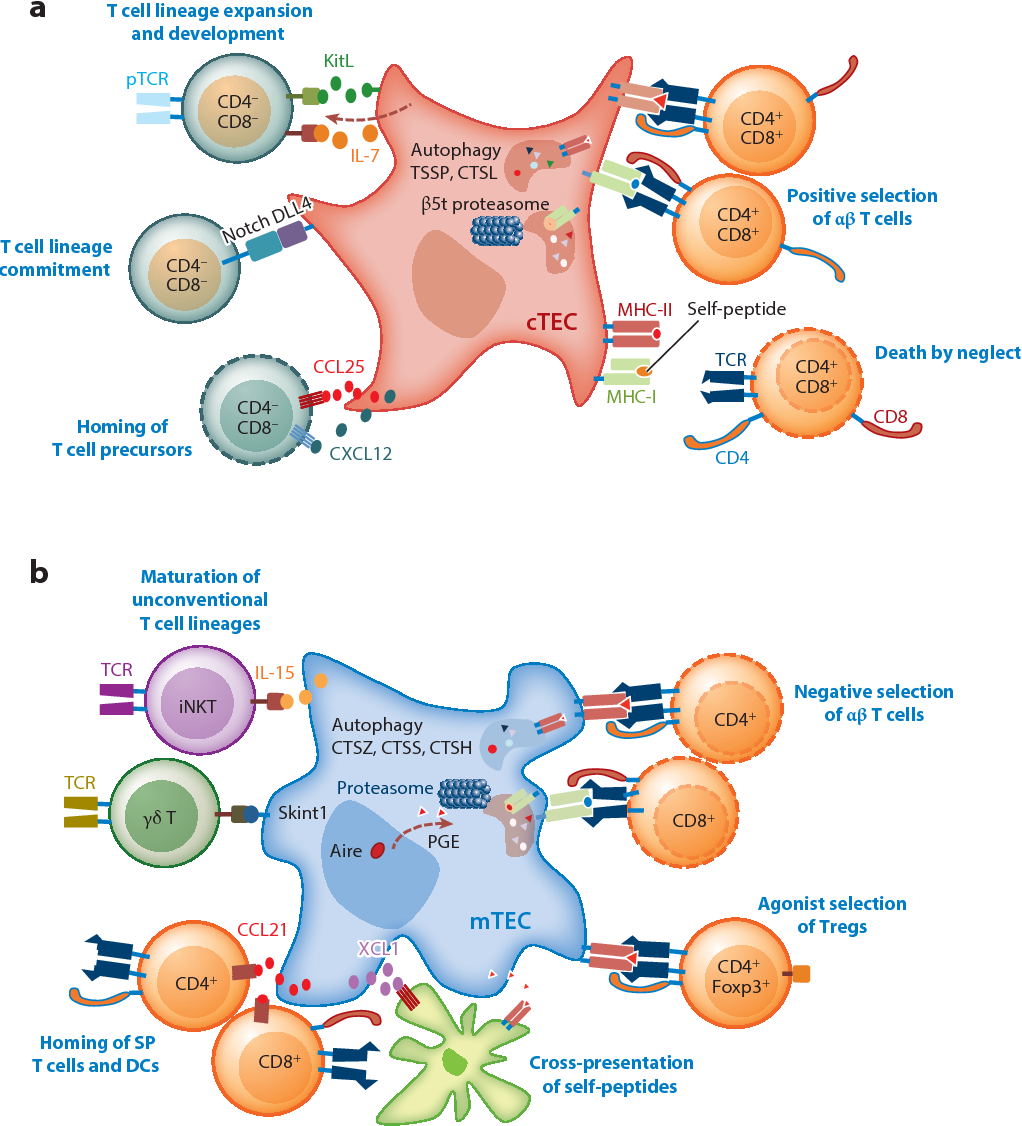 a
T cell lineage expansion
and development
pTCR
CD4⁻
CD8⁻
KitL
IL-7
Autophagy
TSSP, CTSL
β5t proteasome
CD4⁺
CD8⁺
CD4⁺
CD8⁺
Positive selection
of αβ T cells
Notch DLL4
T cell lineage
commitment
CD4⁻
CD8⁻
cTEC
MHC-II
Self-peptide
MHC-I
Death by neglect
TCR
CD4⁺
CD8⁺
CD8
CD4
CCL25
CD4⁻
CD8⁻
CXCL12
Homing of
T cell precursors
b
Maturation of
unconventional
T cell lineages
TCR
iNKT
IL-15
Autophagy
CTSZ, CTSS, CTSH
CD4⁺
Negative selection
of αβ T cells
TCR
γδ T
Skint1
Proteasome
PGE
Aire
CD8⁺
mTEC
Agonist selection
of Tregs
CD4⁺
Foxp3⁺
CCL21
XCL1
CD4⁺
CD8⁺
Homing of SP
T cells and DCs
Cross-presentation
of self-peptides